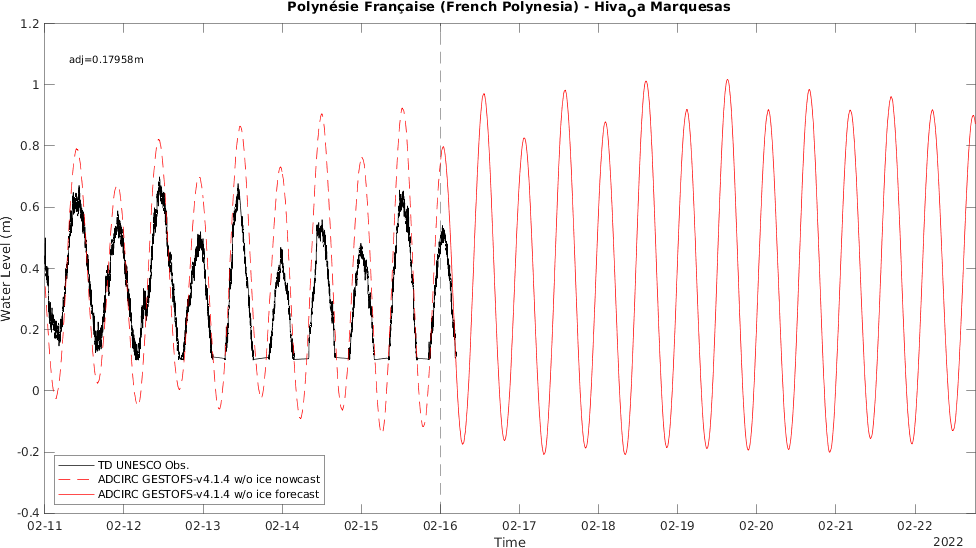 Polynésie Française (French Polynesia) - HivaOa Marquesas
1.2
adj=0.17958m
1
0.8
0.6
0.4
0.2
0
-0.2
-0.4
Water Level (m)
TD UNESCO Obs.
ADCIRC GESTOFS-v4.1.4 w/o ice nowcast
ADCIRC GESTOFS-v4.1.4 w/o ice forecast
02-11 02-12 02-13 02-14 02-15 02-16 02-17 02-18 02-19 02-20 02-21 02-22
Time
2022